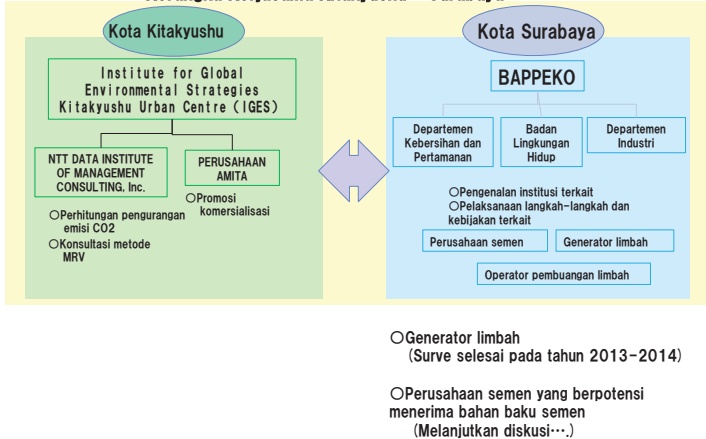 Kota Kitakyushu
Institute for Global
Environmental Strategies
Kitakyushu Urban Centre (IGES)
NTT DATA INSTITUTE
OF MANAGEMENT
CONSULTING, Inc.
PERUSAHAAN
AMITA
○Promosi
komersialisasi
○Perhitungan pengurangan
emisi CO2
○Konsultasi metode
MRV
Kota Surabaya
BAPPEKO
Departemen
Kebersihan dan
Pertamanan
Badan
Lingkungan
Hidup
Departemen
Industri
○Pengenalan institusi terkait
○Pelaksanaan langkah-langkah dan
kebijakan terkait
Perusahaan semen
Generator limbah
Operator pembuangan limbah
○Generator limbah
(Surve selesai pada tahun 2013-2014)
○Perusahaan semen yang berpotensi
menerima bahan baku semen
(Melanjutkan diskusi….)